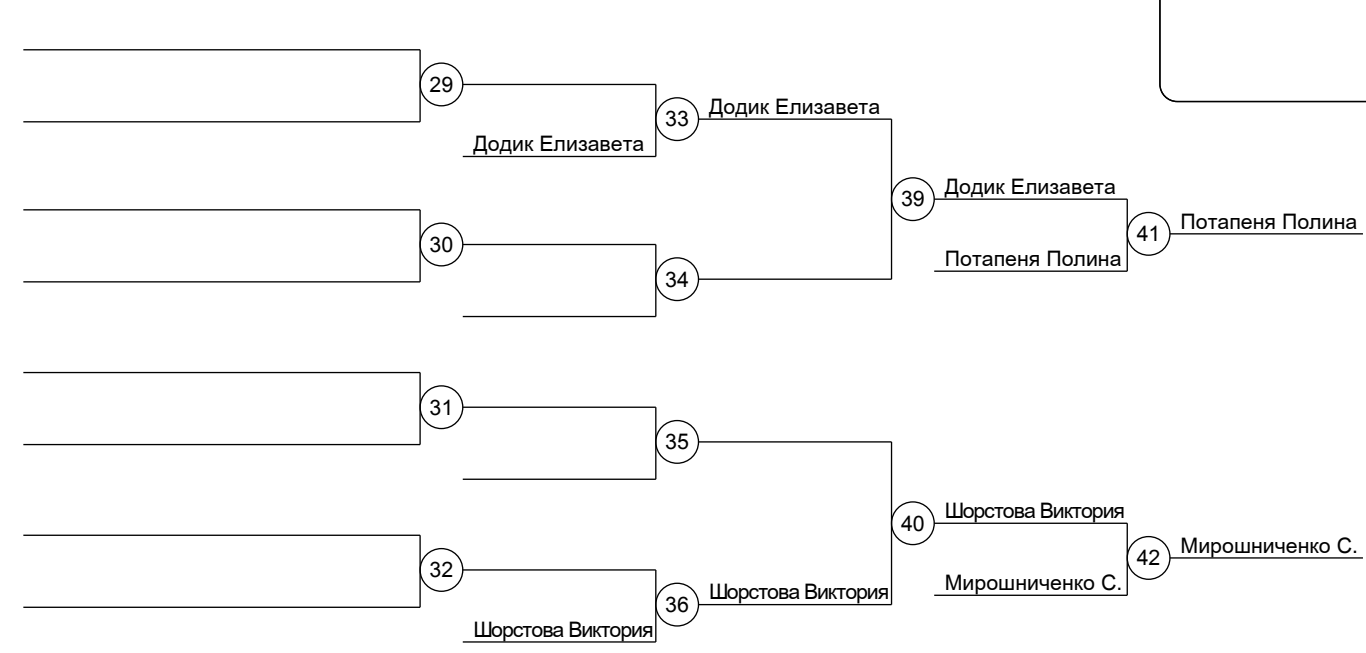 29
33 Додик Елизавета
Додик Елизавета
39 Додик Елизавета
41 Потапеня Полина
30
Потапеня Полина
34
31
35
40 Шорстова Виктория
42 Мирошниченко С.
32
Мирошниченко С.
36 Шорстова Виктория
Шорстова Виктория